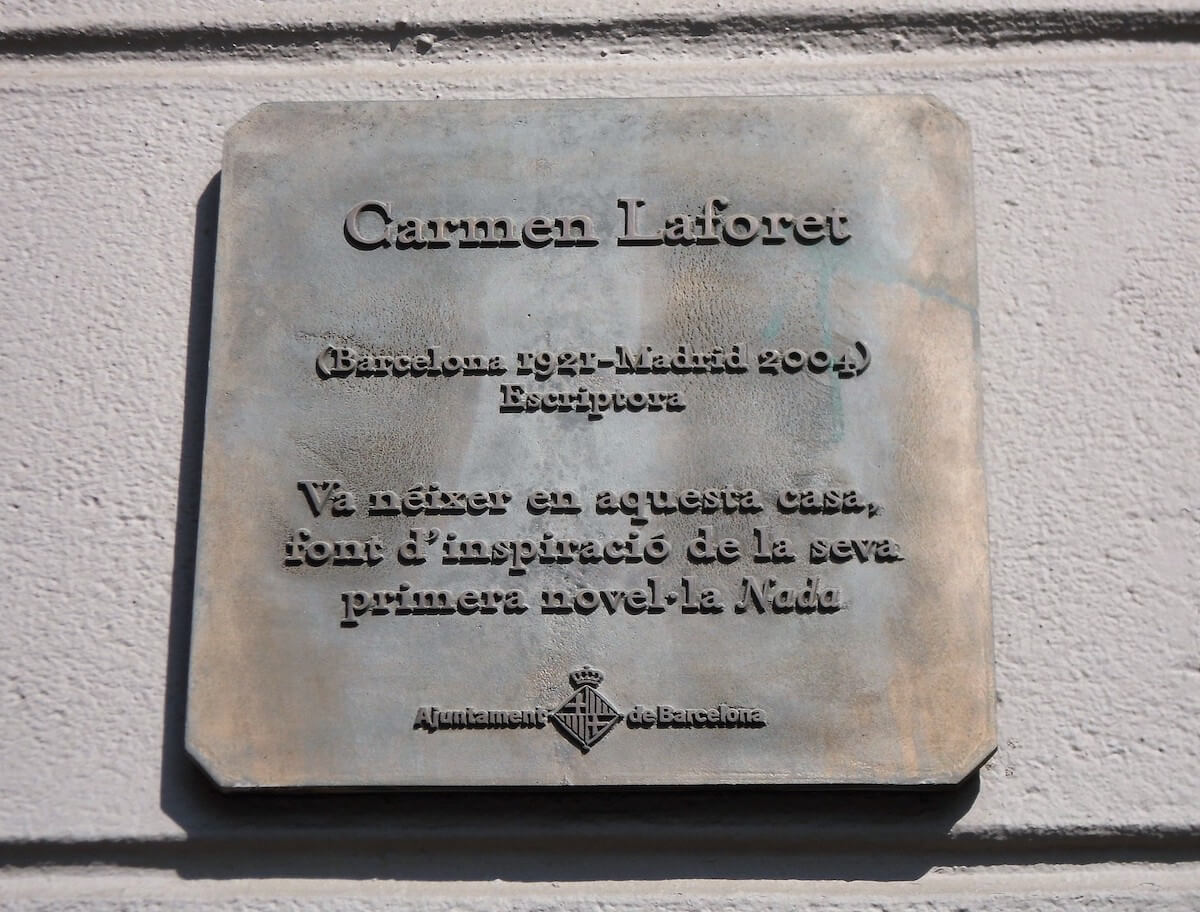 Carmen Laforet
(Barcelona 1921-Madrid 2004)
Escriptora
Va néixer en aquesta casa,
font d'inspiració de la seva
primera novel·la Nada
Ajuntament de Barcelona